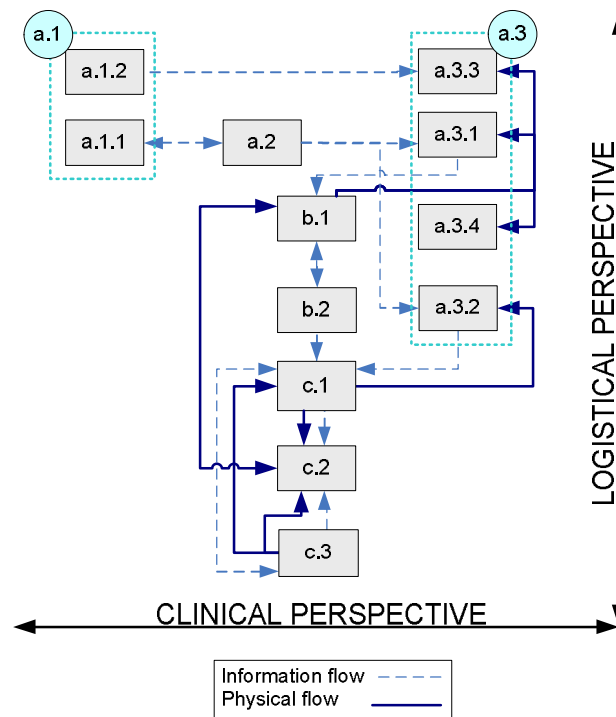 a.1
a.3
a.1.2
a.3.3
a.1.1
a.2
a.3.1
b.1
a.3.4
b.2
a.3.2
c.1
c.2
c.3
LOGISTICAL PERSPECTIVE
CLINICAL PERSPECTIVE
Information flow
Physical flow